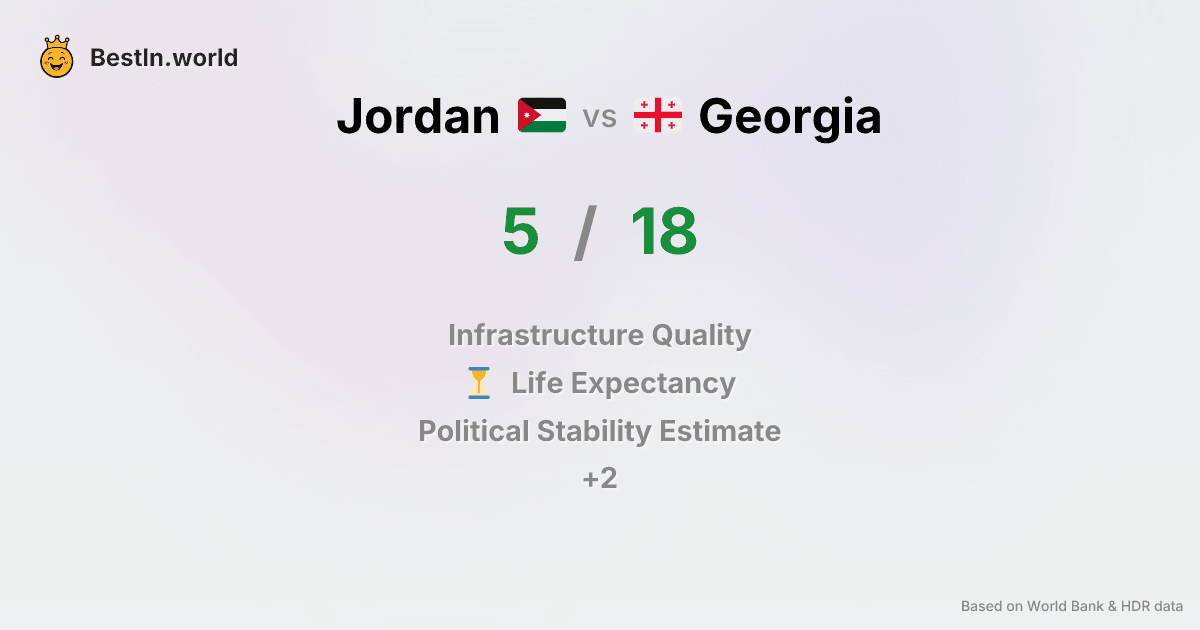 BestIn.world
Jordan vs Georgia
5 / 18
Infrastructure Quality
Life Expectancy
Political Stability Estimate
+2
Based on World Bank & HDR data